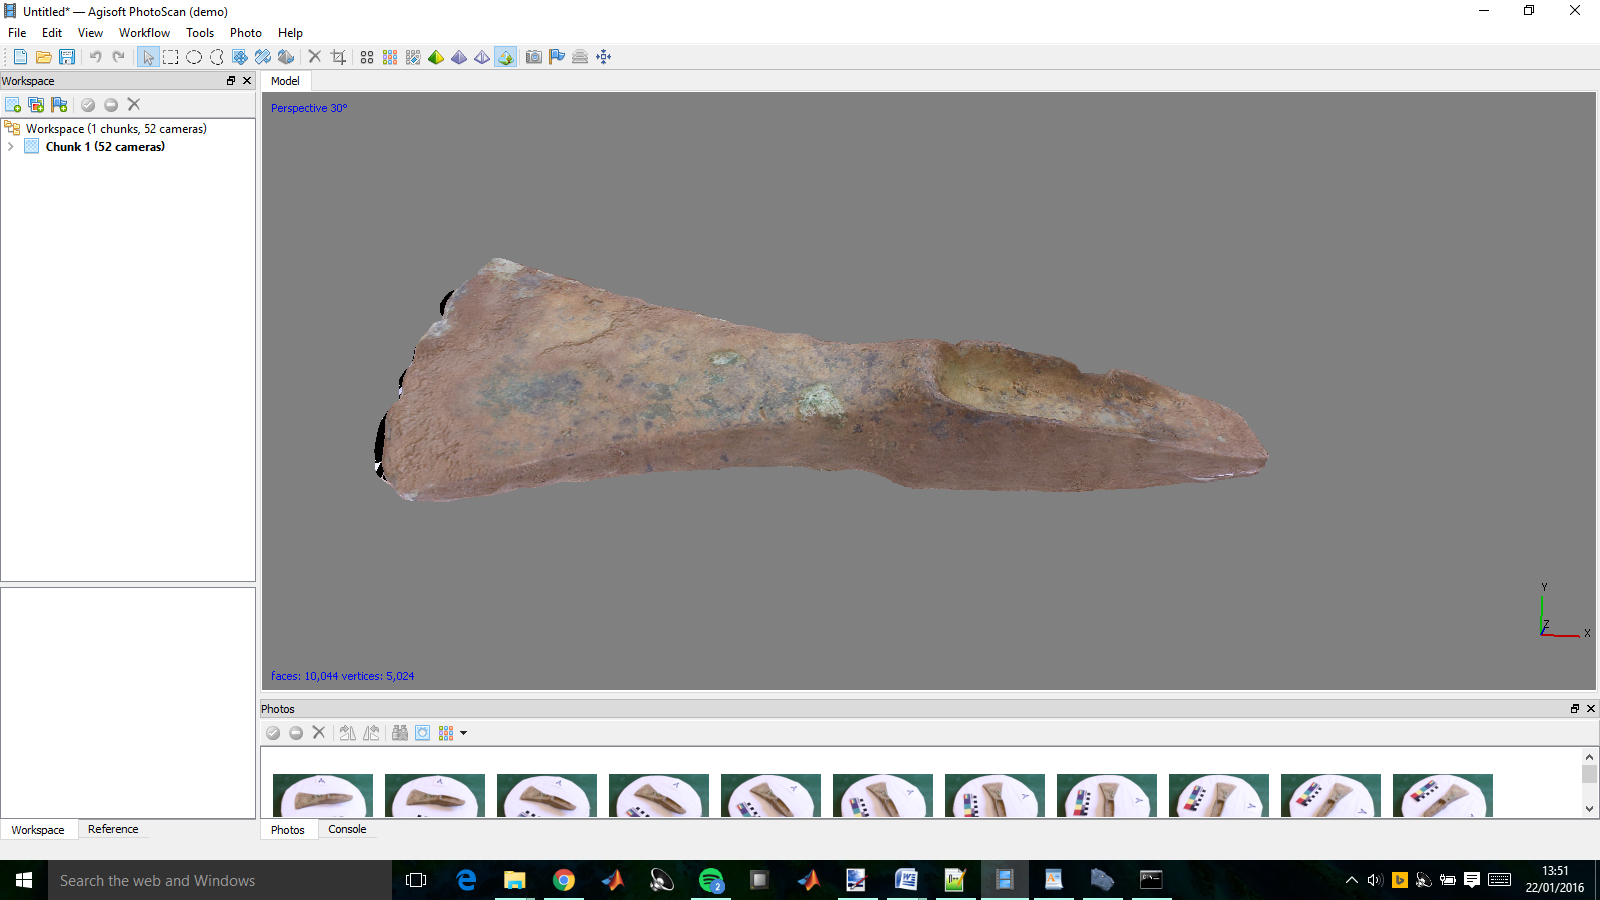 Untitled* — Agisoft PhotoScan (demo)
File Edit View Workflow Tools Photo Help
Workspace
Model
Workspace (1 chunks, 52 cameras)
Chunk 1 (52 cameras)
Perspective 30°
Y
Z
X
faces: 10,044 vertices: 5,024
Photos
Workspace Reference
Photos Console
Search the web and Windows
2
13:51
22/01/2016